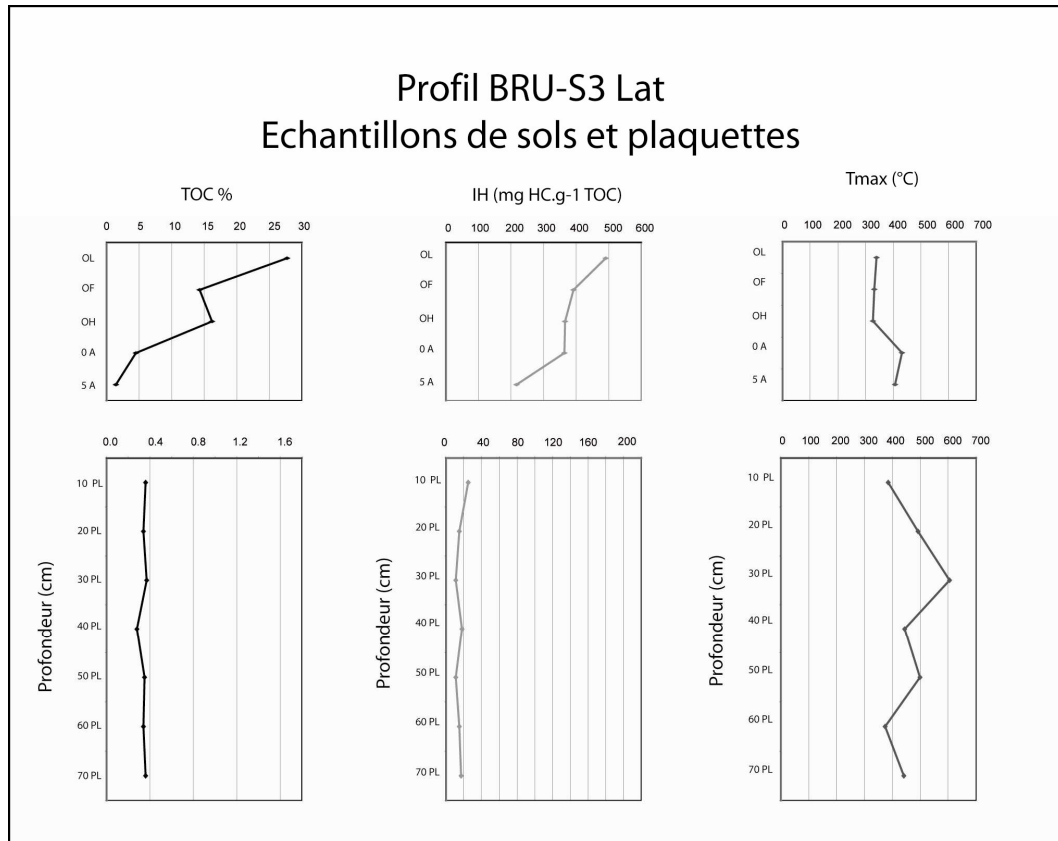 Profil BRU-S3 Lat
Echantillons de sols et plaquettes
TOC %
0 5 10 15 20 25 30
OL
OF
OH
0 A
5 A
IH (mg HC.g-1 TOC)
0 100 200 300 400 500 600
OL
OF
OH
0 A
5 A
Tmax (°C)
0 100 200 300 400 500 600 700
OL
OF
OH
0 A
5 A
0.0 0.4 0.8 1.2 1.6
Profondeur (cm)
10 PL
20 PL
30 PL
40 PL
50 PL
60 PL
70 PL
0 40 80 120 160 200
Profondeur (cm)
10 PL
20 PL
30 PL
40 PL
50 PL
60 PL
70 PL
0 100 200 300 400 500 600 700
Profondeur (cm)
10 PL
20 PL
30 PL
40 PL
50 PL
60 PL
70 PL